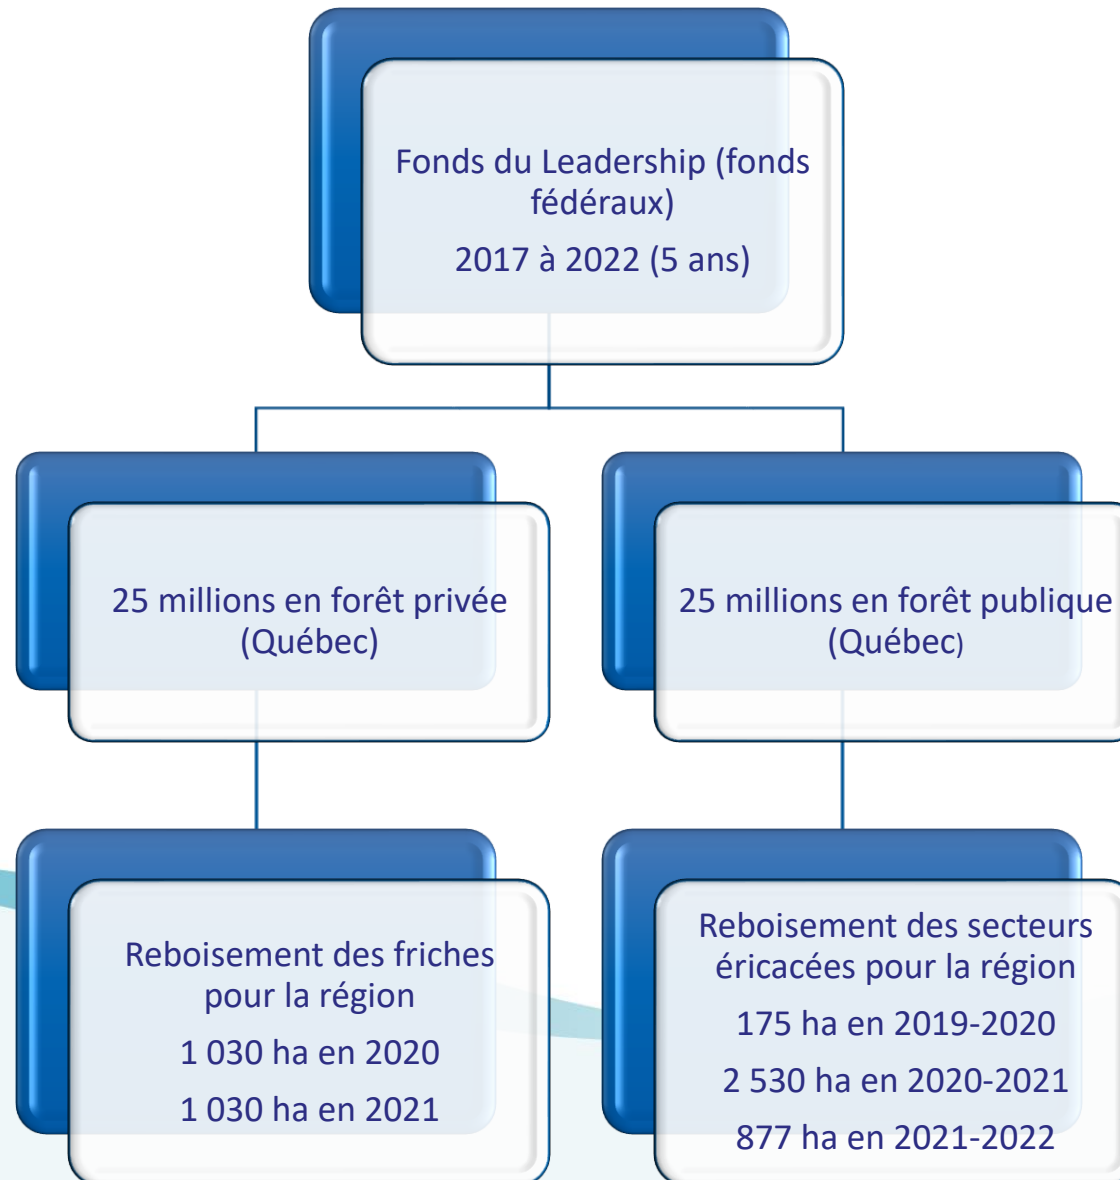 Fonds du Leadership (fonds
fédéraux)
2017 à 2022 (5 ans)
25 millions en forêt privée
(Québec)
25 millions en forêt publique
(Québec)
Reboisement des friches
pour la région
1 030 ha en 2020
1 030 ha en 2021
Reboisement des secteurs
éricacées pour la région
175 ha en 2019-2020
2 530 ha en 2020-2021
877 ha en 2021-2022